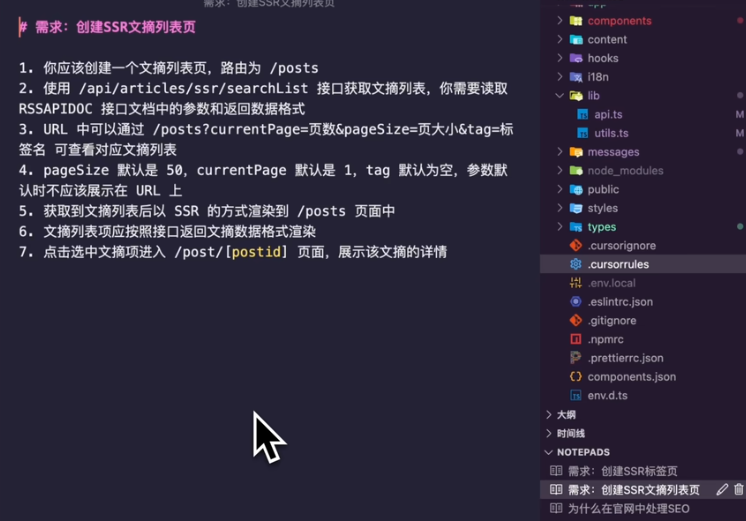 需求: 创建SSR文摘列表页
# 需求: 创建SSR文摘列表页
1. 你应该创建一个文摘列表页, 路由为 /posts
2. 使用 /api/articles/ssr/searchList 接口获取文摘列表, 你需要读取
RSSAPIDOC 接口文档中的参数和返回数据格式
3. URL 中可以通过 /posts?currentPage=页数&pageSize=页大小&tag=标
签名 可查看对应文摘列表
4. pageSize 默认是 50, currentPage 默认是 1, tag 默认为空, 参数默
认时不应该展示在 URL 上
5. 获取到文摘列表后以 SSR 的方式渲染到 /posts 页面中
6. 文摘列表项应按照接口返回文摘数据格式渲染
7. 点击选中文摘项进入 /post/[postid] 页面, 展示该文摘的详情
app
components
content
hooks
i18n
lib
api.ts M
utils.ts M
messages
node_modules
public
styles
types
.cursorignore
.cursorrules
.env.local
.eslintrc.json
.gitignore
.npmrc
.prettierrc.json
components.json
env.d.ts
大纲
时间线
NOTEPADS
需求: 创建SSR标签页
需求: 创建SSR文摘列表页
为什么在官网中处理SEO